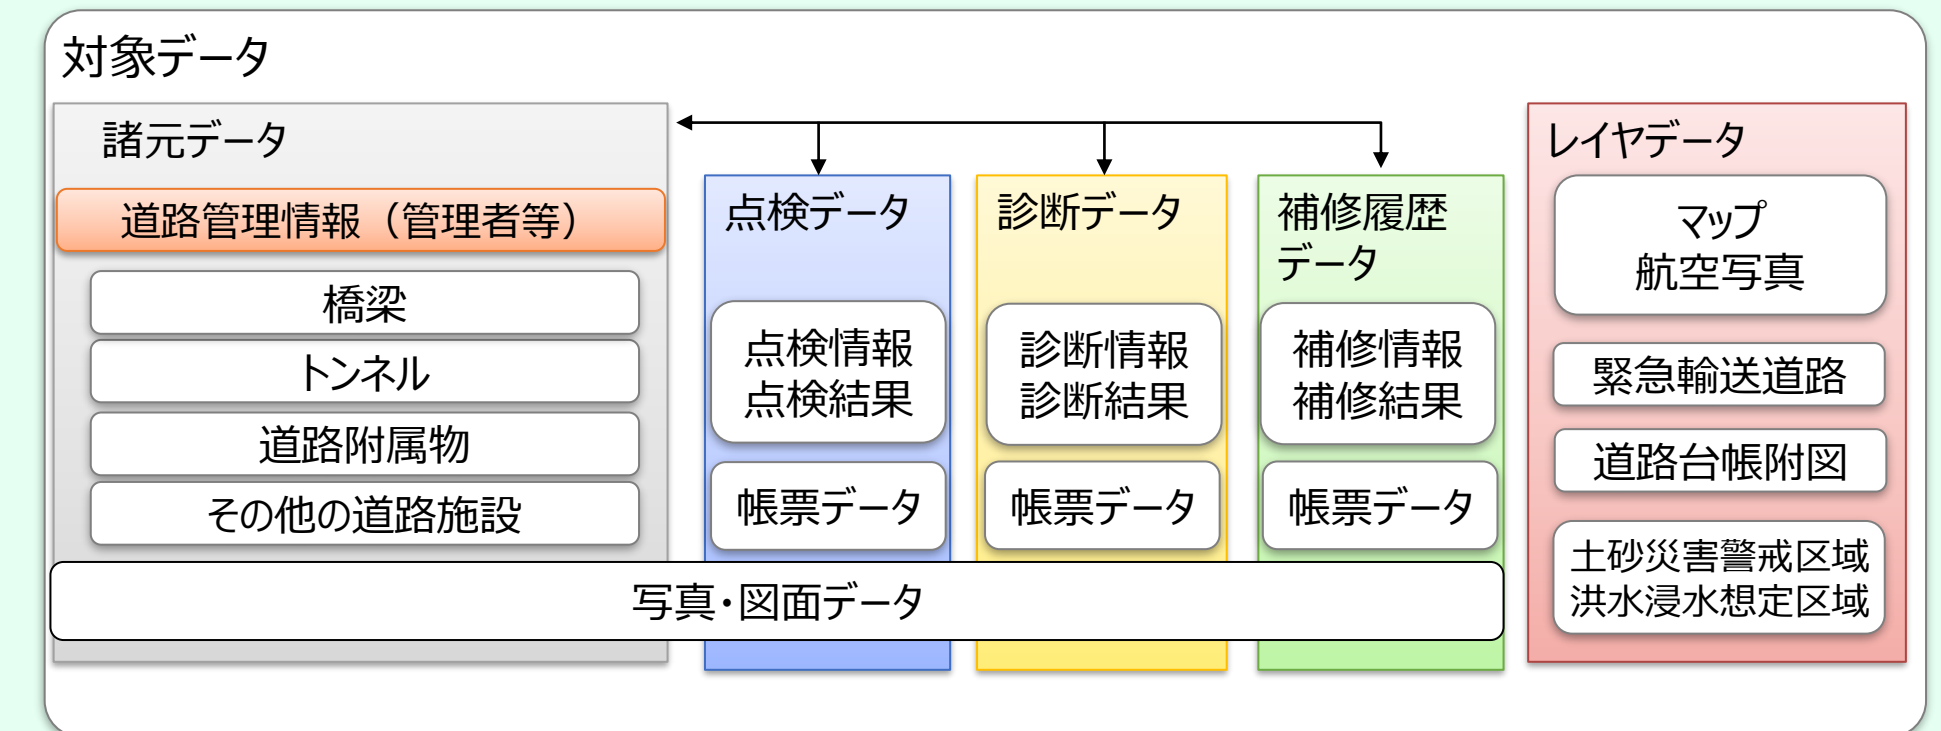 対象データ
諸元データ
道路管理情報（管理者等）
橋梁
トンネル
道路附属物
その他の道路施設
点検データ
点検情報
点検結果
帳票データ
診断データ
診断情報
診断結果
帳票データ
補修履歴
データ
補修情報
補修結果
帳票データ
写真・図面データ
レイヤデータ
マップ
航空写真
緊急輸送道路
道路台帳附図
土砂災害警戒区域
洪水浸水想定区域